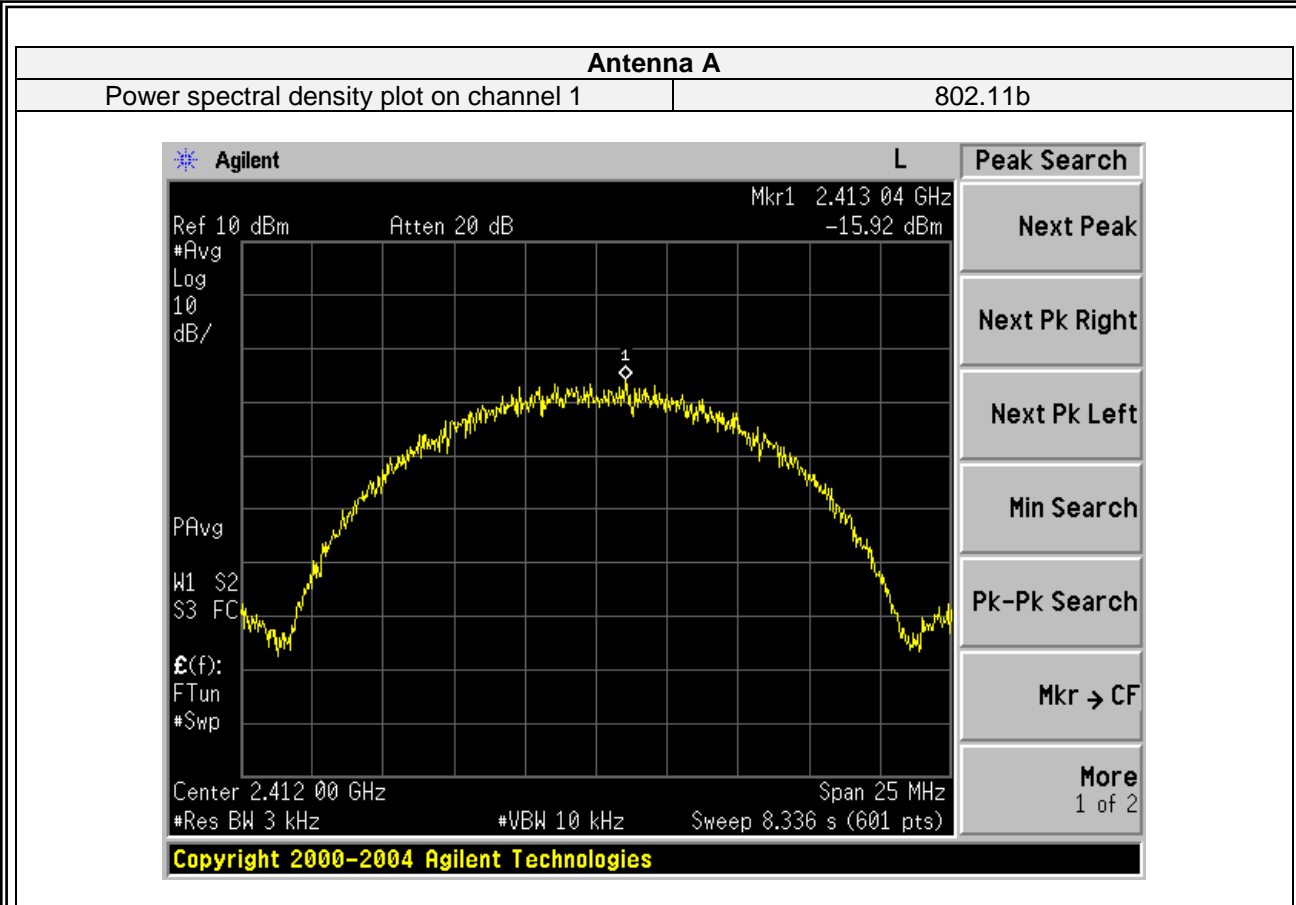 Antenna A
Power spectral density plot on channel 1 802.11b
Agilent L Peak Search
Mkr1 2.413 04 GHz
Ref 10 dBm Atten 20 dB -15.92 dBm
#Avg
Log
10
dB/
1
PAvg
W1 S2
S3 FC
£(f):
FTun
#Swp
Center 2.412 00 GHz Span 25 MHz
#Res BW 3 kHz #VBW 10 kHz Sweep 8.336 s (601 pts)
Copyright 2000-2004 Agilent Technologies
Next Peak
Next Pk Right
Next Pk Left
Min Search
Pk-Pk Search
Mkr → CF
More
1 of 2